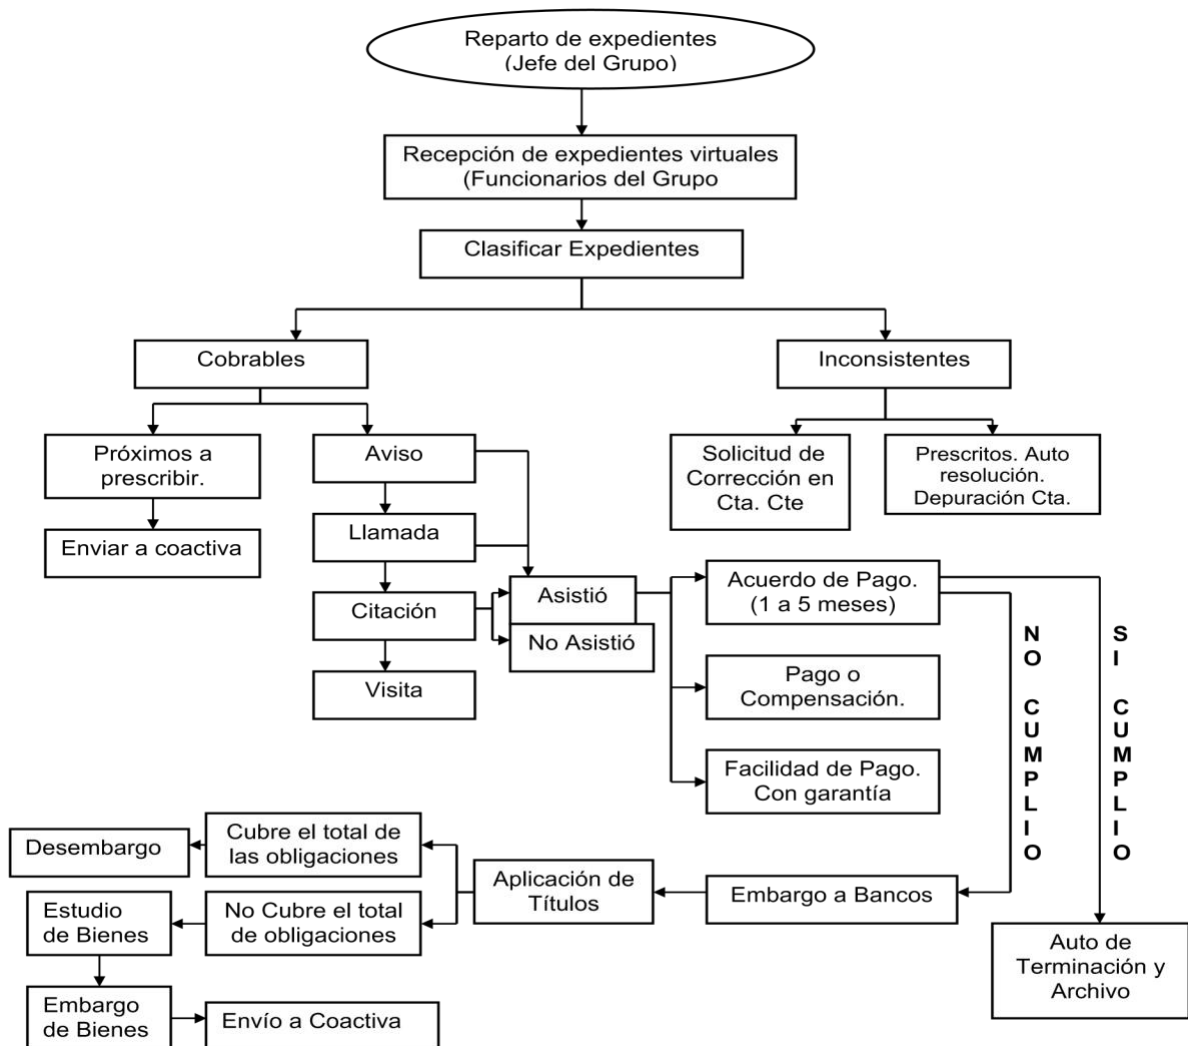 Reparto de expedientes
(Jefe del Grupo)
Recepción de expedientes virtuales
(Funcionarios del Grupo
Clasificar Expedientes
Cobrables
Inconsistentes
Próximos a
prescribir.
Aviso
Solicitud de
Corrección en
Cta. Cte
Prescritos. Auto
resolución.
Depuración Cta.
Enviar a coactiva
Llamada
Citación
Asistió
No Asistió
Visita
Acuerdo de Pago.
(1 a 5 meses)
Pago o
Compensación.
Facilidad de Pago.
Con garantía
NO CUMPLIO
SI CUMPLIO
Desembargo
Cubre el total de
las obligaciones
Aplicación de
Títulos
Embargo a Bancos
Estudio
de Bienes
No Cubre el total
de obligaciones
Auto de
Terminación y
Archivo
Embargo
de Bienes
Envío a Coactiva